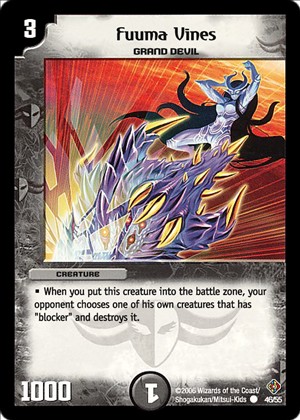 3
Fuuma Vines
GRAND DEVIL
CREATURE
▪ When you put this creature into the battle zone, your
opponent chooses one of his own creatures that has
"blocker" and destroys it.
1000
1
©2006 Wizards of the Coast/
Shogakukan/Mitsui-Kids ● 46/55